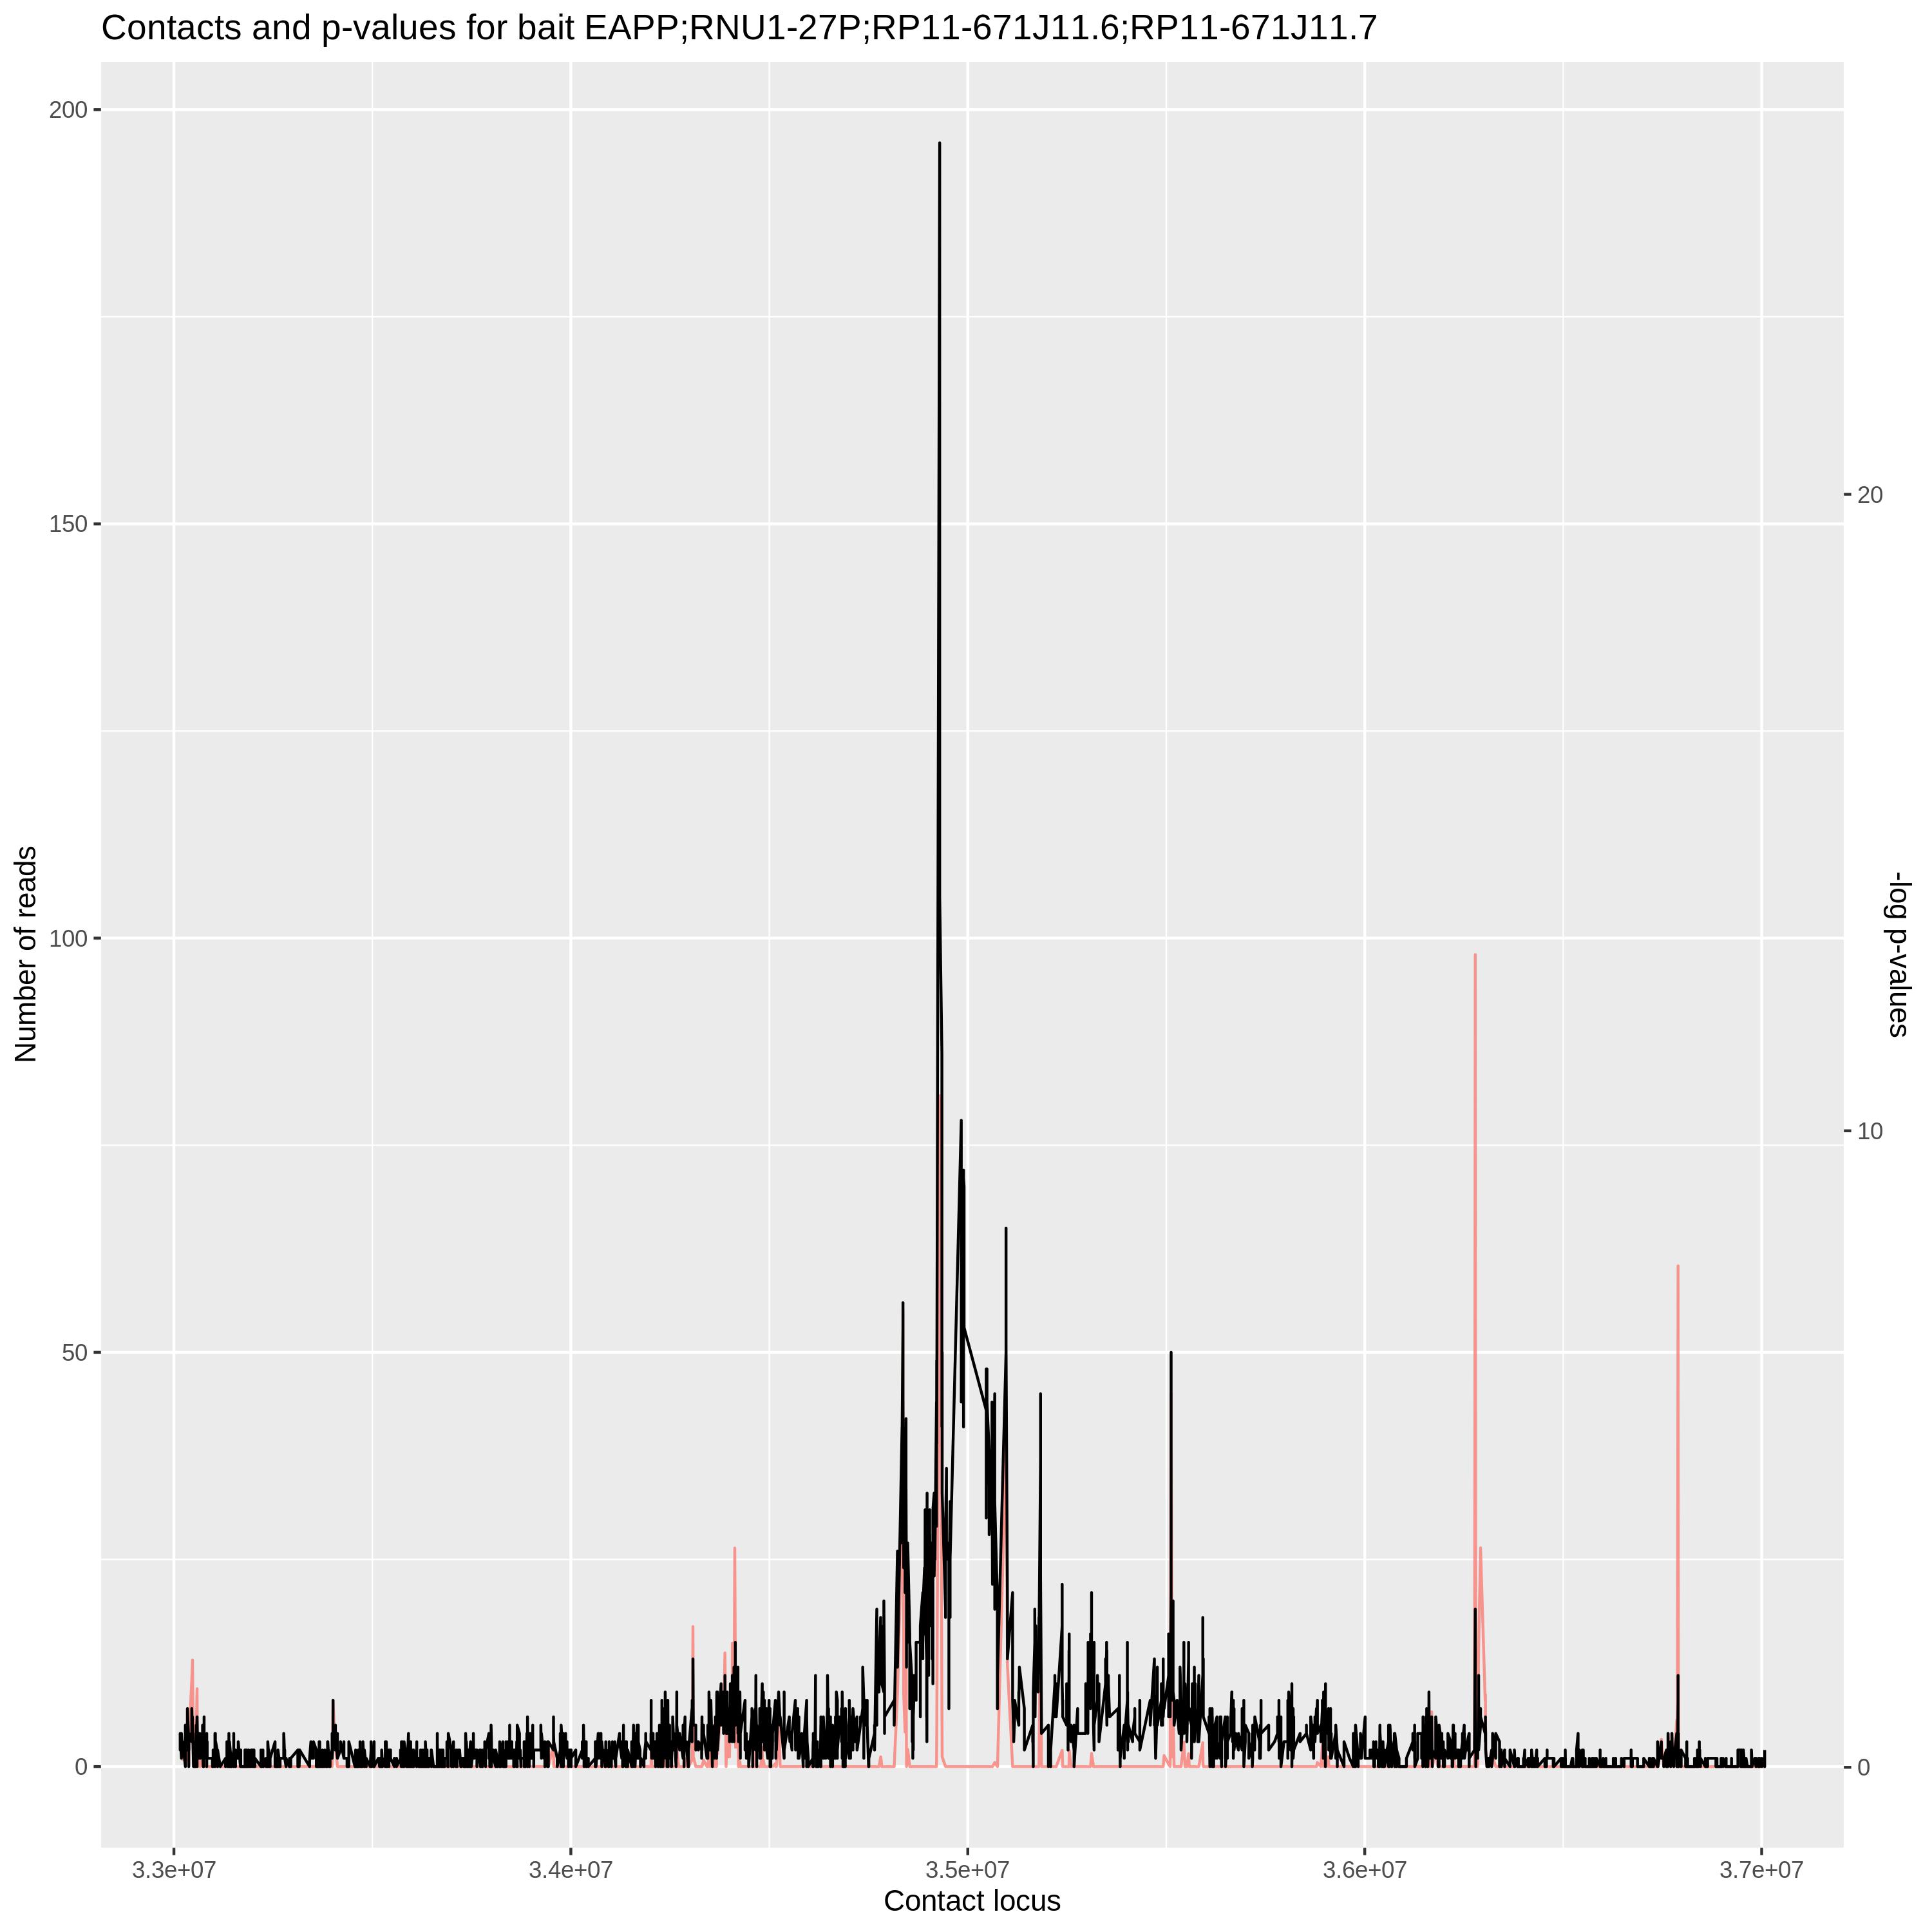 Contacts and p-values for bait EAPP;RNU1-27P;RP11-671J11.6;RP11-671J11.7
Number of reads
200
150
100
50
0
20
10
0
-log p-values
3.3e+07 3.4e+07 3.5e+07 3.6e+07 3.7e+07
Contact locus